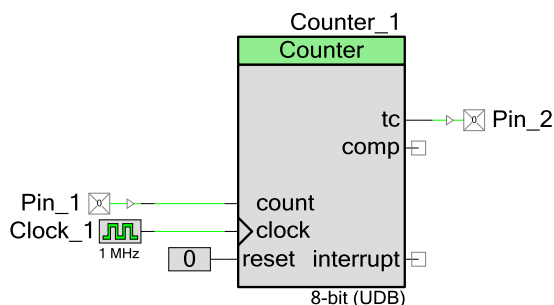 Counter_1
Counter
tc
Pin_2
comp
Pin_1
count
Clock_1
clock
1 MHz
0
reset
interrupt
8-bit (UDB)